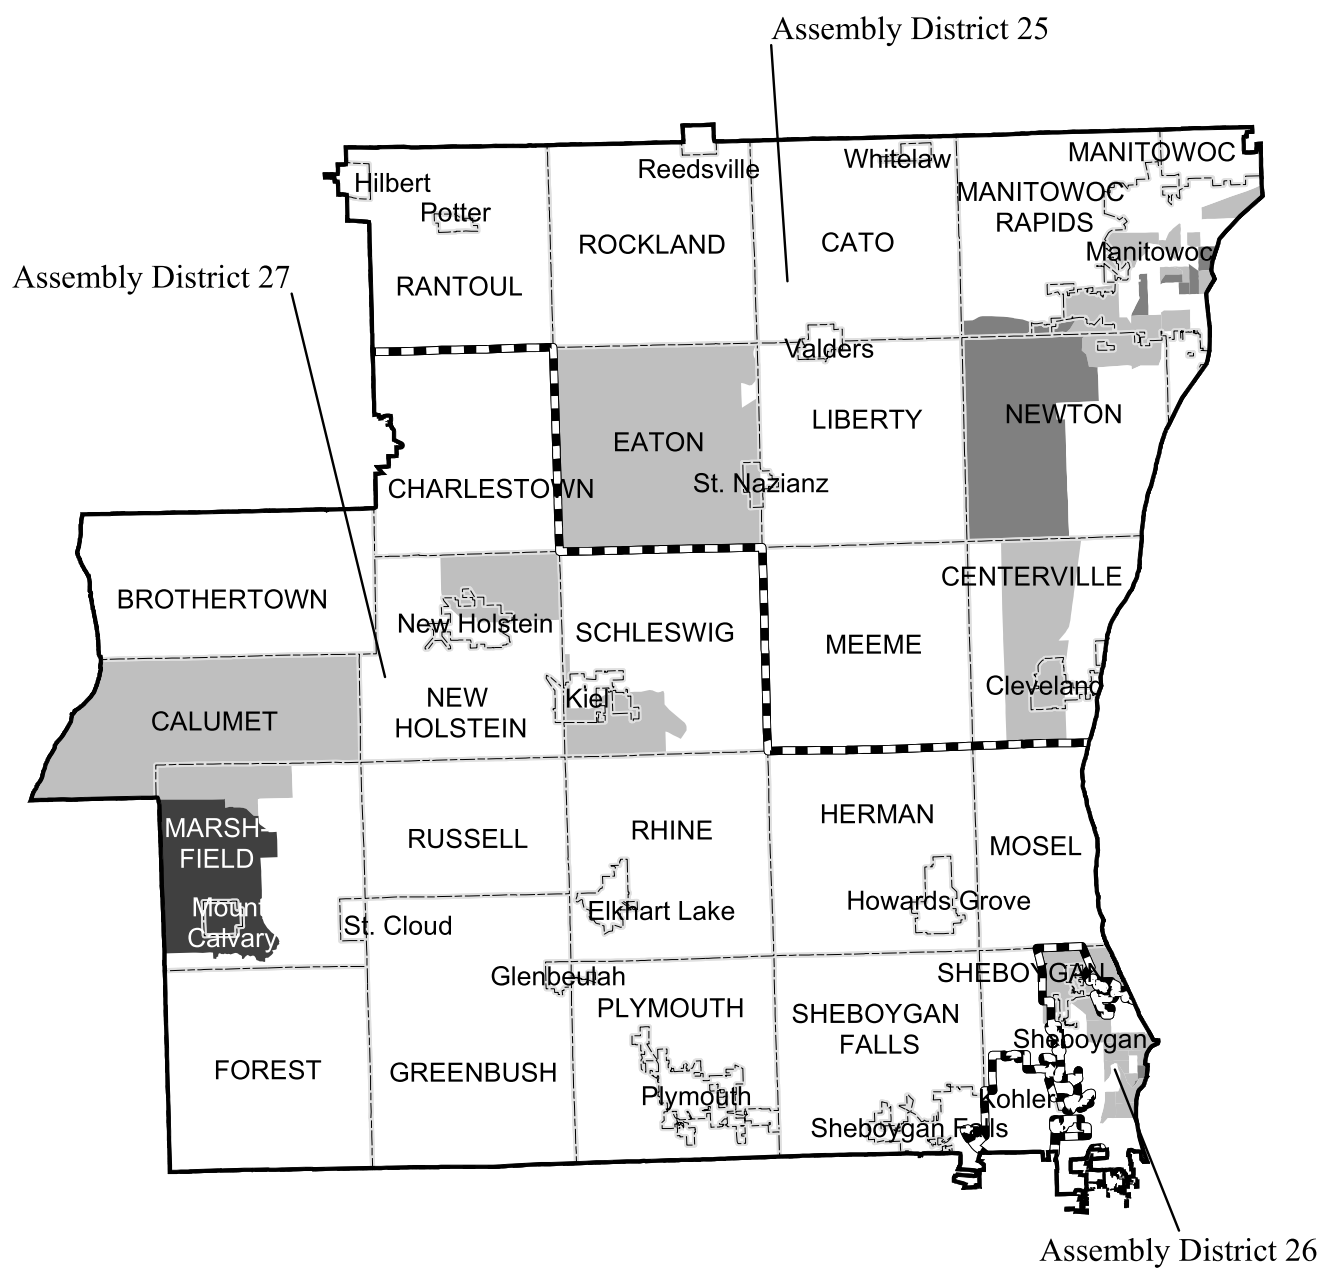 Assembly District 25
MANITOWOC
Whitelaw
Reedsville
Hilbert
MANITOWOC
RAPIDS
Potter
ROCKLAND
CATO
Manitowoc
Assembly District 27
RANTOUL
Valders
LIBERTY
NEWTON
EATON
St. Nazianz
CHARLESTOWN
CENTERVILLE
BROTHERTOWN
New Holstein
SCHLESWIG
MEEME
Cleveland
Kiel
NEW
HOLSTEIN
CALUMET
HERMAN
MARSH-
FIELD
RUSSELL
RHINE
MOSEL
Mount
Calvary
St. Cloud
Elkhart Lake
Howards Grove
Glenbeulah
SHEBOYGAN
PLYMOUTH
SHEBOYGAN
FALLS
Sheboygan
FOREST
GREENBUSH
Plymouth
Kohler
Sheboygan Falls
Assembly District 26